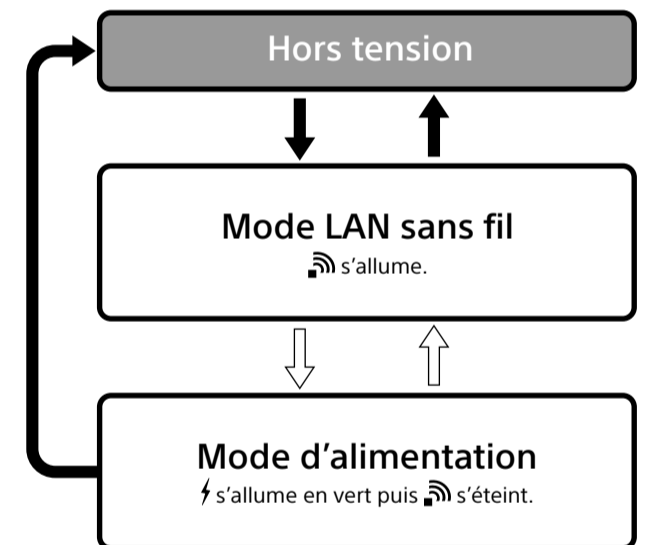 Hors tension
Mode LAN sans fil
s’allume.
Mode d’alimentation
s’allume en vert puis s’éteint.